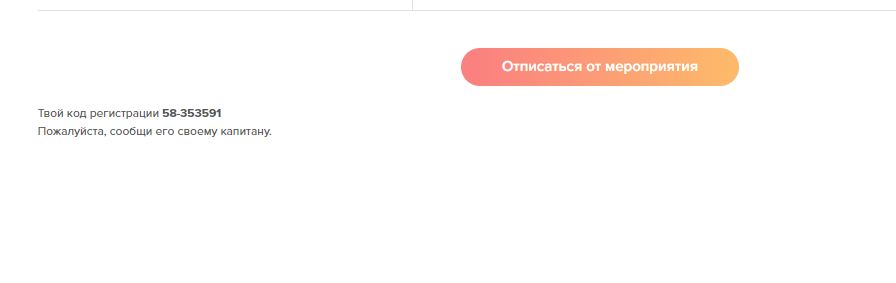 Отписаться от мероприятия
Твой код регистрации 58-353591
Пожалуйста, сообщи его своему капитану.